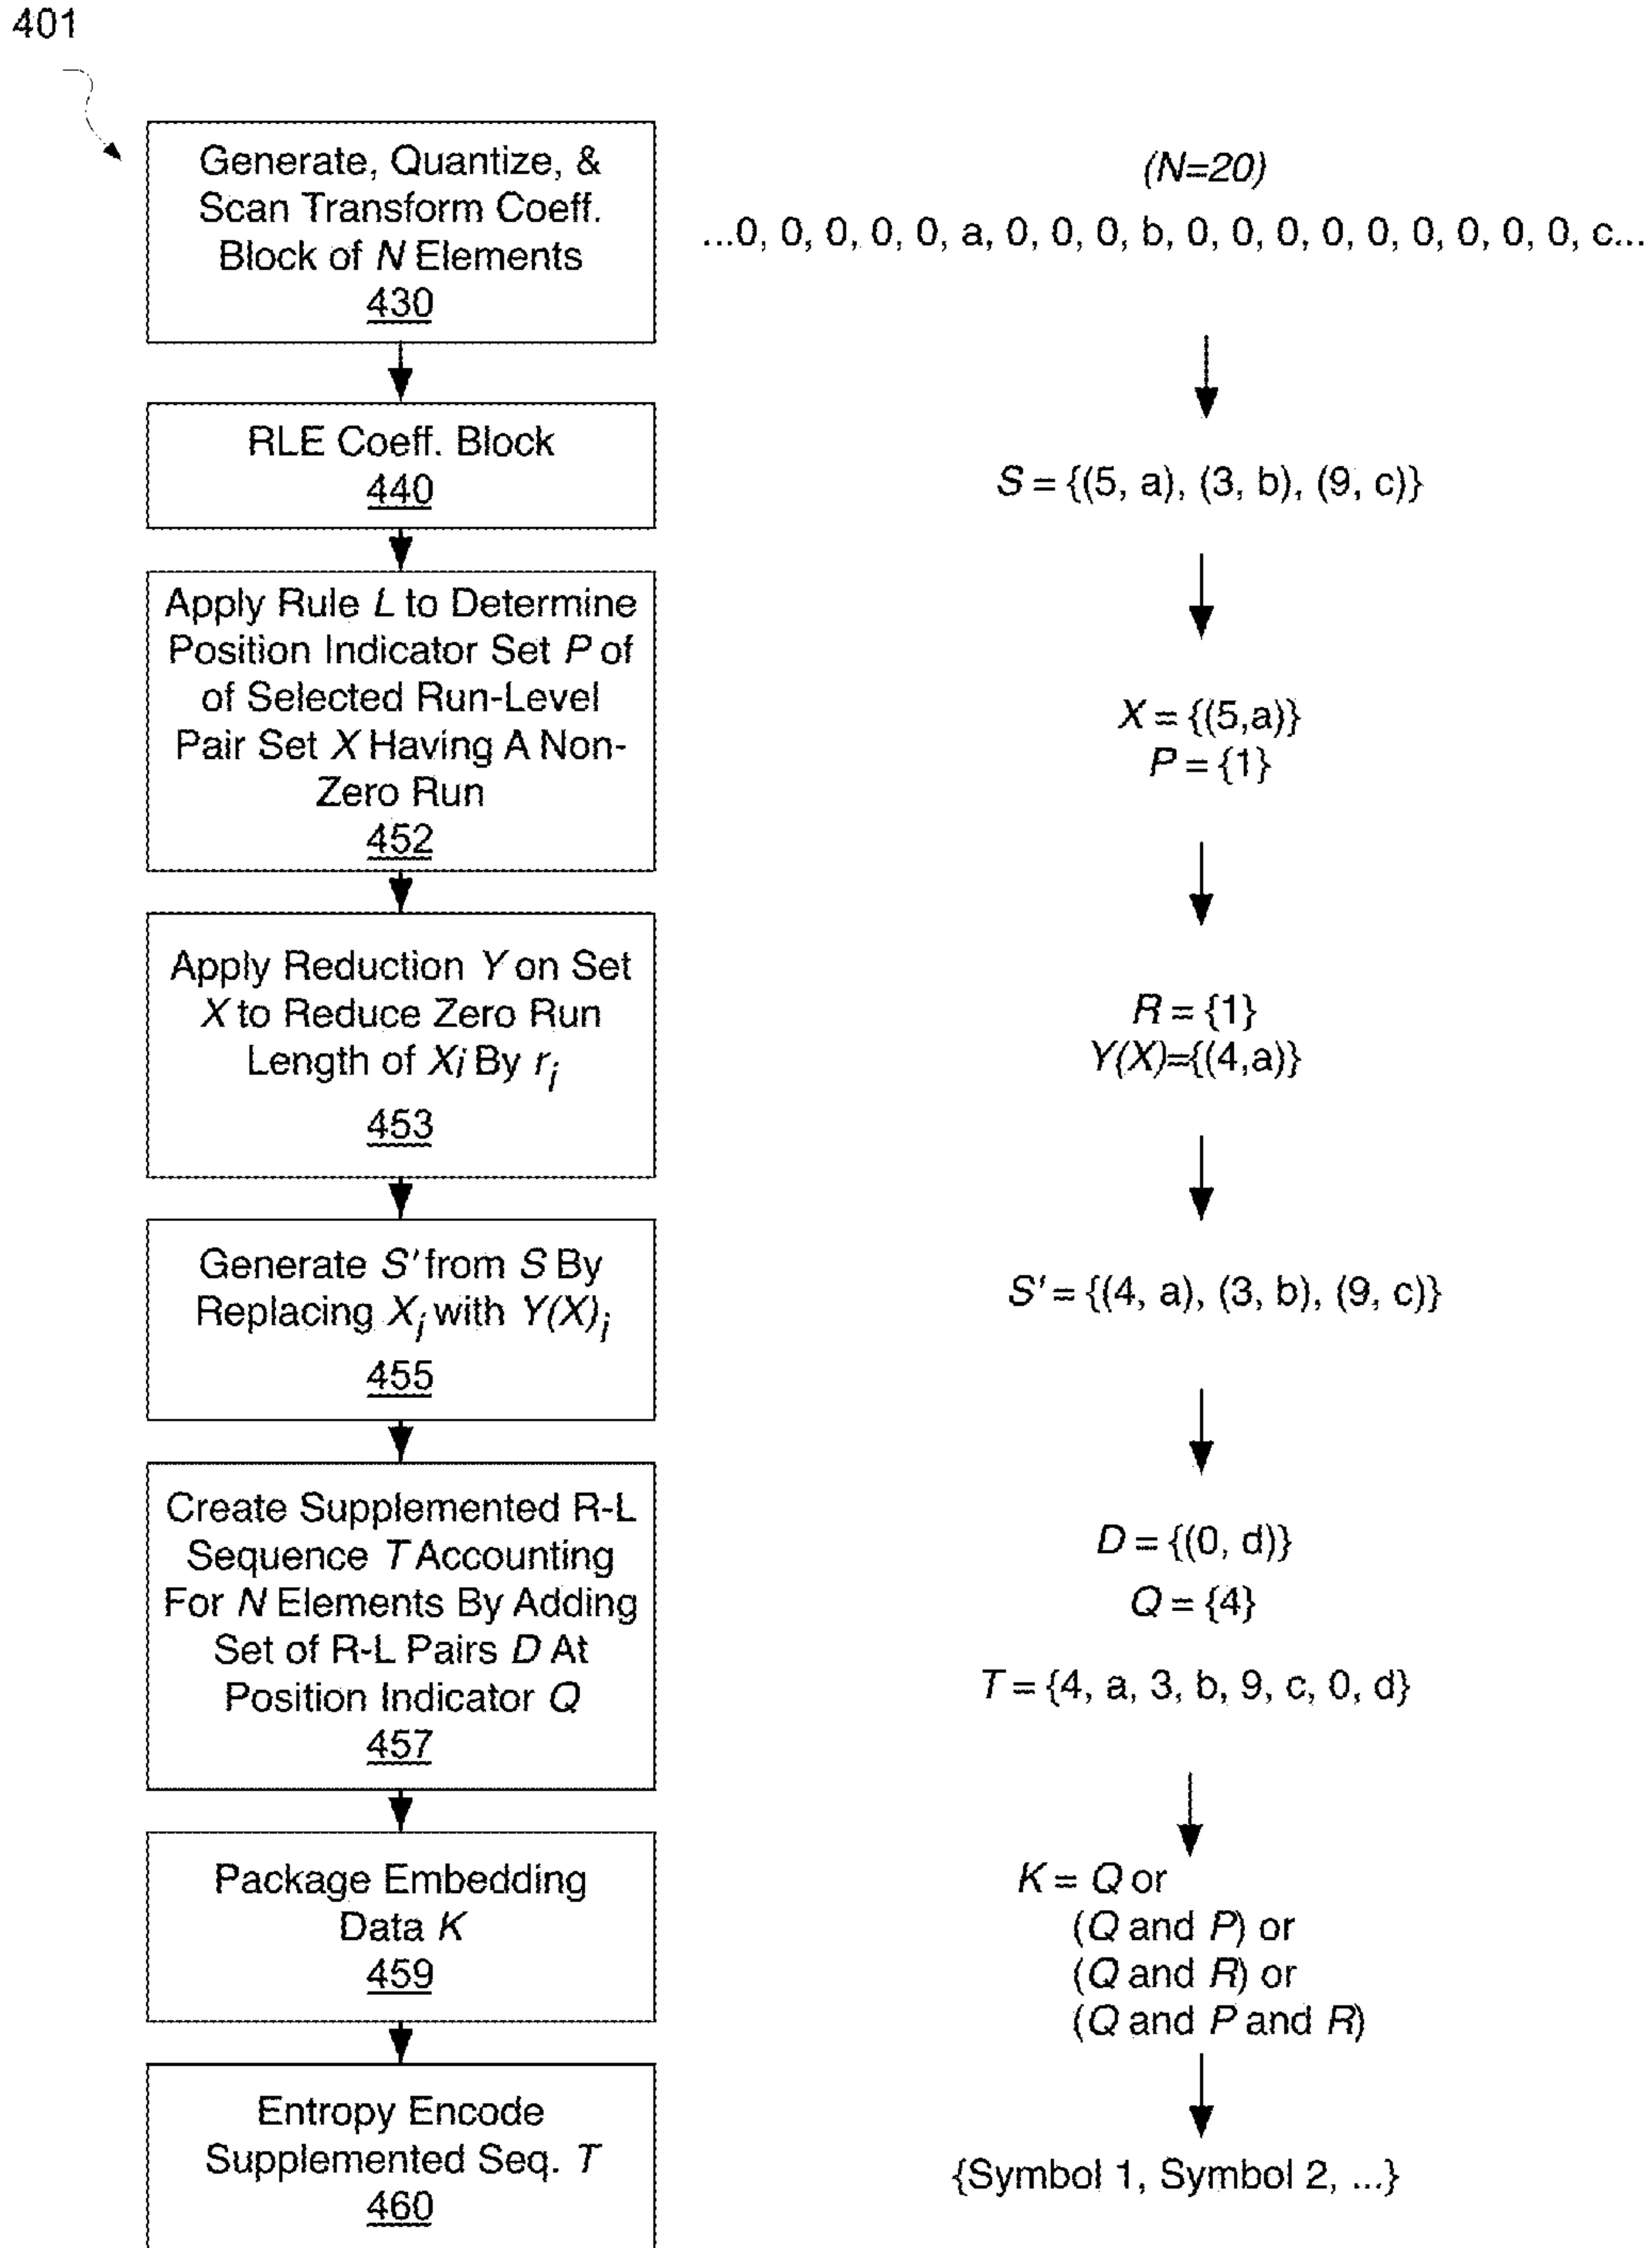 401
Generate, Quantize, &
Scan Transform Coeff.
Block of N Elements
430
(N=20)
...0, 0, 0, 0, 0, a, 0, 0, 0, b, 0, 0, 0, 0, 0, 0, 0, 0, 0, c...
RLE Coeff. Block
440
S = {(5, a), (3, b), (9, c)}
Apply Rule L to Determine
Position Indicator Set P of
of Selected Run-Level
Pair Set X Having A Non-
Zero Run
452
X = {(5,a)}
P = {1}
Apply Reduction Y on Set
X to Reduce Zero Run
Length of Xi By ri
453
R = {1}
Y(X)={(4,a)}
Generate S' from S By
Replacing Xi with Y(X)i
455
S' = {(4, a), (3, b), (9, c)}
Create Supplemented R-L
Sequence T Accounting
For N Elements By Adding
Set of R-L Pairs D At
Position Indicator Q
457
D = {(0, d)}
Q = {4}
T = {4, a, 3, b, 9, c, 0, d}
Package Embedding
Data K
459
K = Q or
(Q and P) or
(Q and R) or
(Q and P and R)
Entropy Encode
Supplemented Seq. T
460
{Symbol 1, Symbol 2, ...}